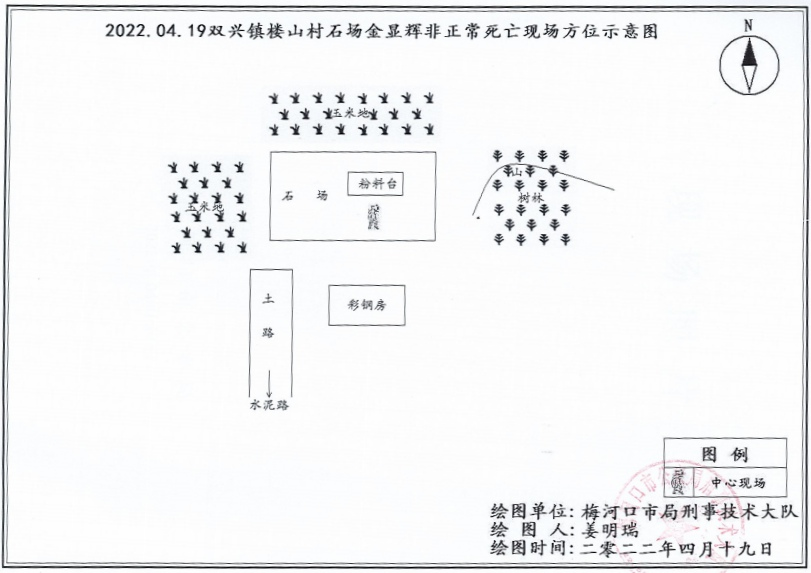 2022.04.19双兴镇楼山村石场金显辉非正常死亡现场方位示意图
N
玉米地
玉米地
石 场
粉料台
山
树林
土
路
彩钢房
水泥路
图 例
中心现场
绘图单位: 梅河口市局刑事技术大队
绘 图 人: 姜明瑞
绘图时间: 二零二二年四月十九日